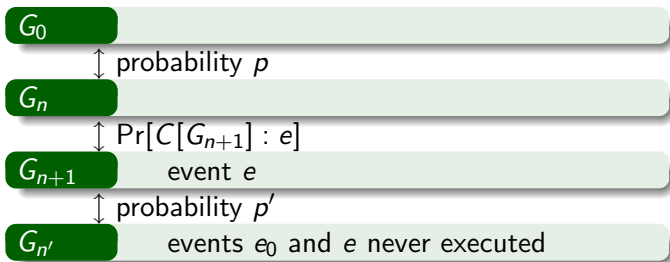 G₀
↕ probability p
Gₙ
↕ Pr[C[Gₙ₊₁] : e]
Gₙ₊₁ event e
↕ probability p′
Gₙ′ events e₀ and e never executed